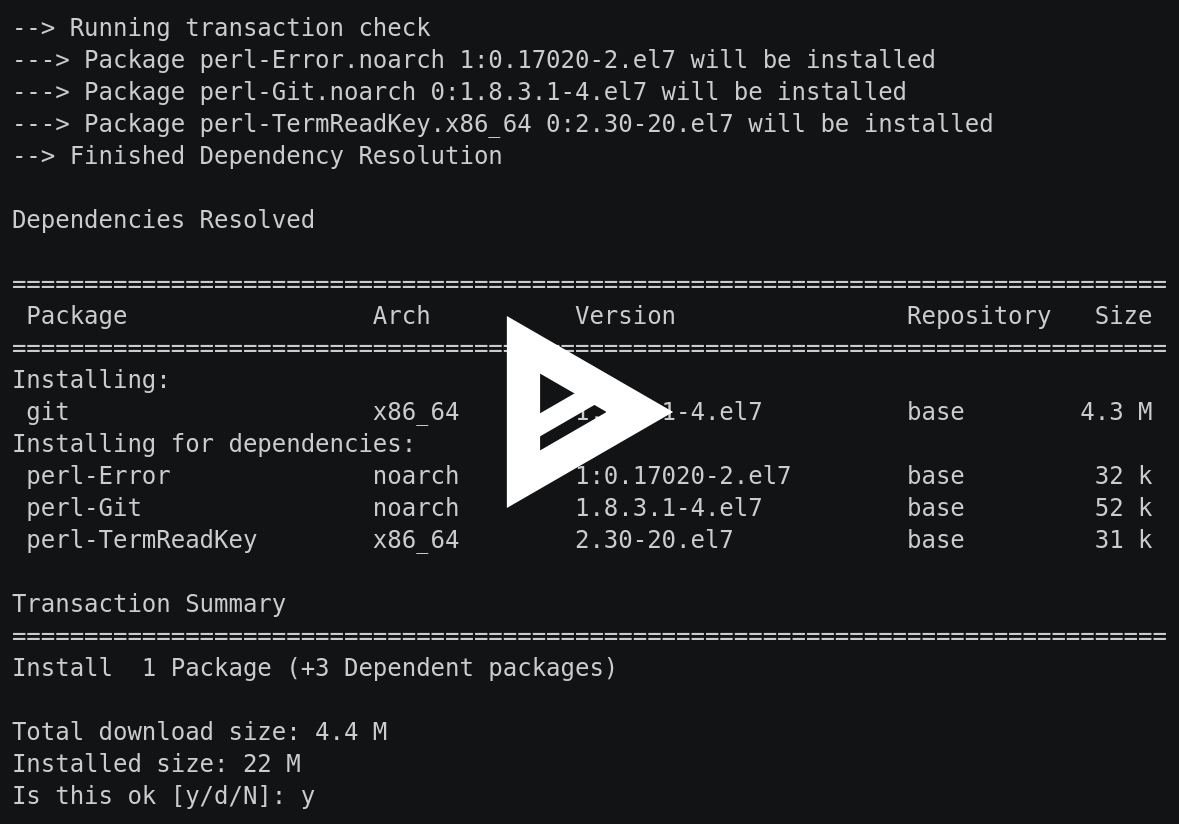 --> Running transaction check
---> Package perl-Error.noarch 1:0.17020-2.el7 will be installed
---> Package perl-Git.noarch 0:1.8.3.1-4.el7 will be installed
---> Package perl-TermReadKey.x86_64 0:2.30-20.el7 will be installed
--> Finished Dependency Resolution
Dependencies Resolved
================================================================================
Package Arch Version Repository Size
================================================================================
Installing:
git x86_64 1-4.el7 base 4.3 M
Installing for dependencies:
perl-Error noarch 1:0.17020-2.el7 base 32 k
perl-Git noarch 1.8.3.1-4.el7 base 52 k
perl-TermReadKey x86_64 2.30-20.el7 base 31 k
Transaction Summary
================================================================================
Install 1 Package (+3 Dependent packages)
Total download size: 4.4 M
Installed size: 22 M
Is this ok [y/d/N]: y